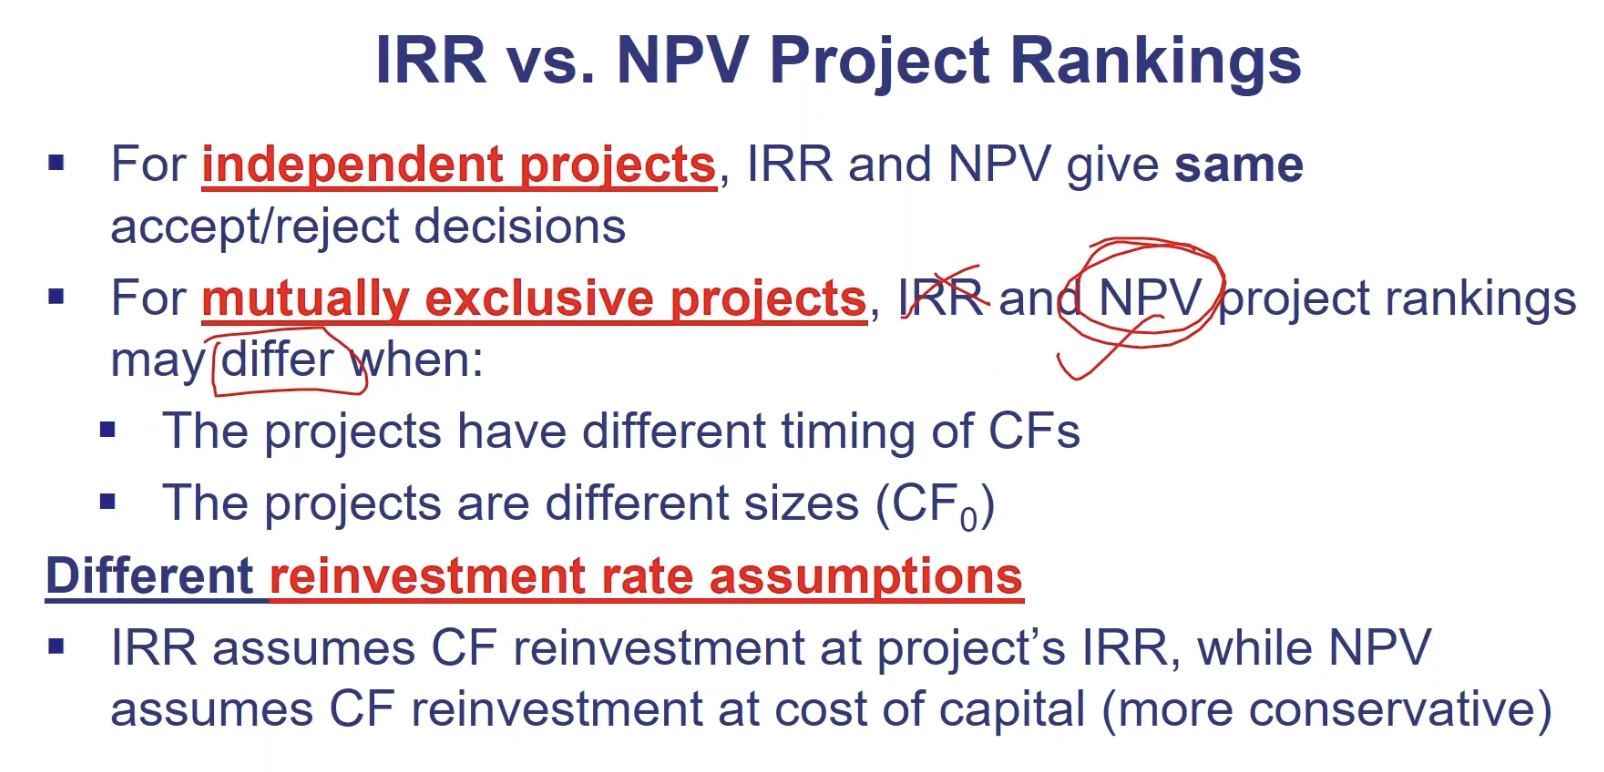 IRR vs. NPV Project Rankings
▪ For independent projects, IRR and NPV give same
accept/reject decisions
▪ For mutually exclusive projects, IRR and NPV project rankings
may differ when:
▪ The projects have different timing of CFs
▪ The projects are different sizes (CF₀)
Different reinvestment rate assumptions
▪ IRR assumes CF reinvestment at project’s IRR, while NPV
assumes CF reinvestment at cost of capital (more conservative)